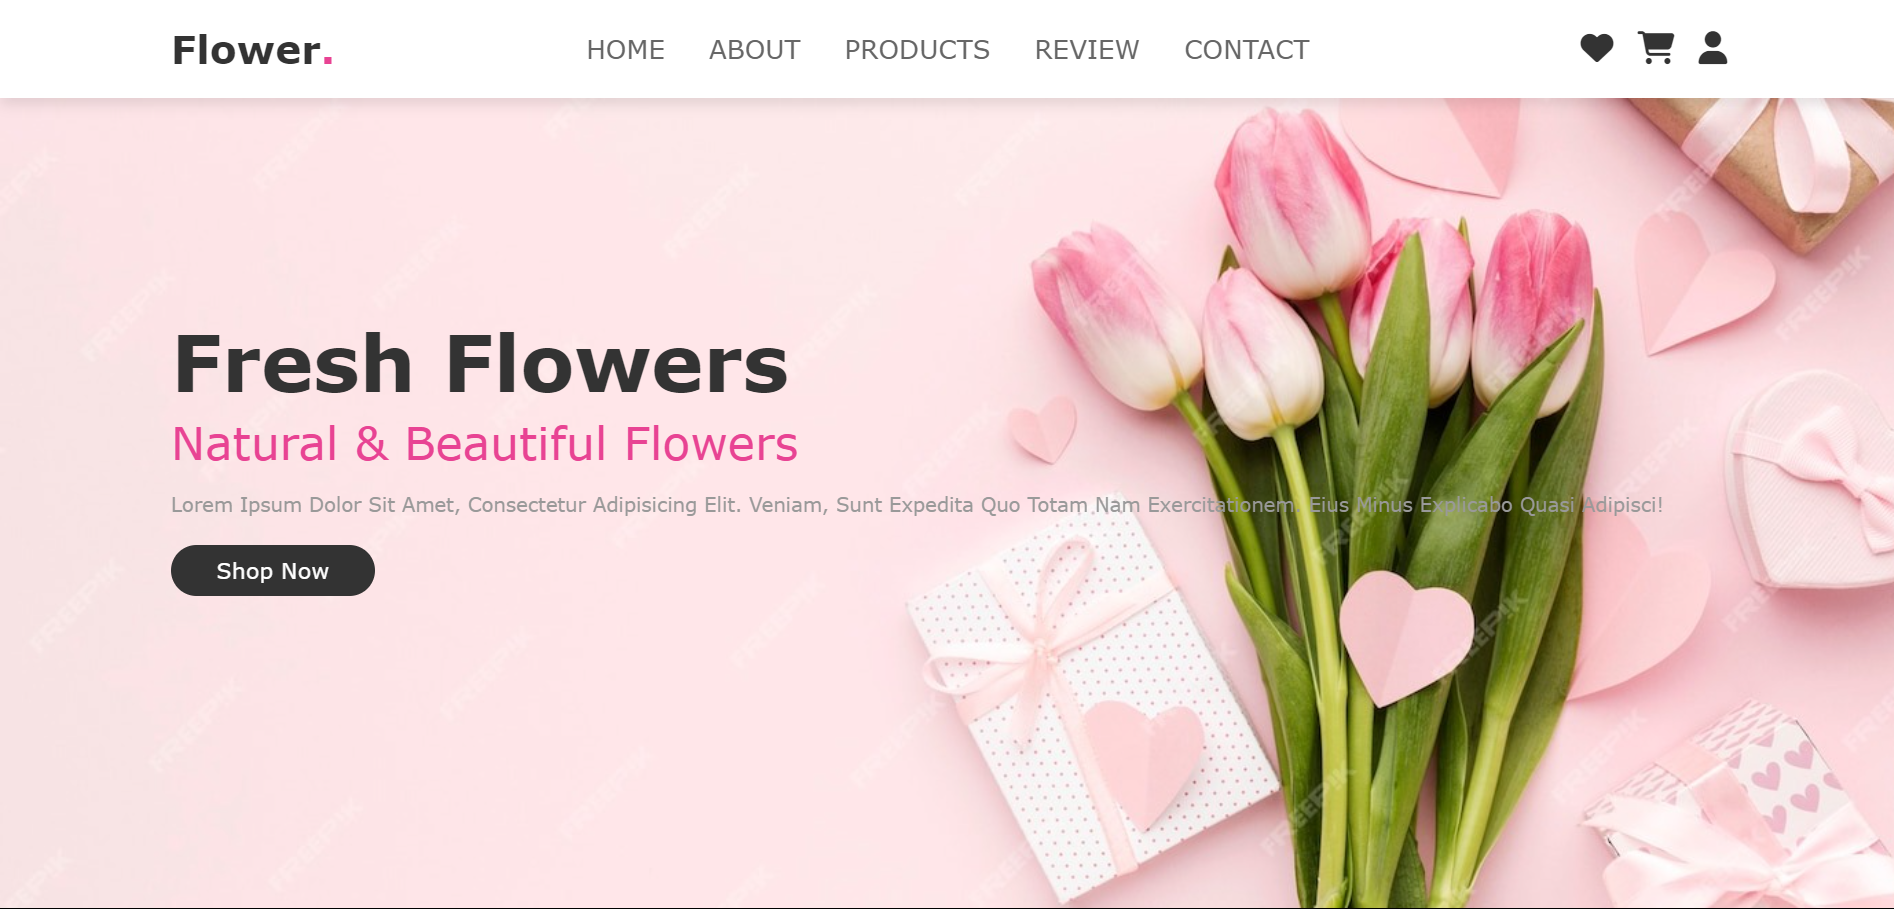 Flower.
HOME ABOUT PRODUCTS REVIEW CONTACT
Fresh Flowers
Natural & Beautiful Flowers
Lorem Ipsum Dolor Sit Amet, Consectetur Adipisicing Elit. Veniam, Sunt Expedita Quo Totam Nam Exercitationem. Eius Minus Explicabo Quasi Adipisci!
Shop Now
FREEPIK